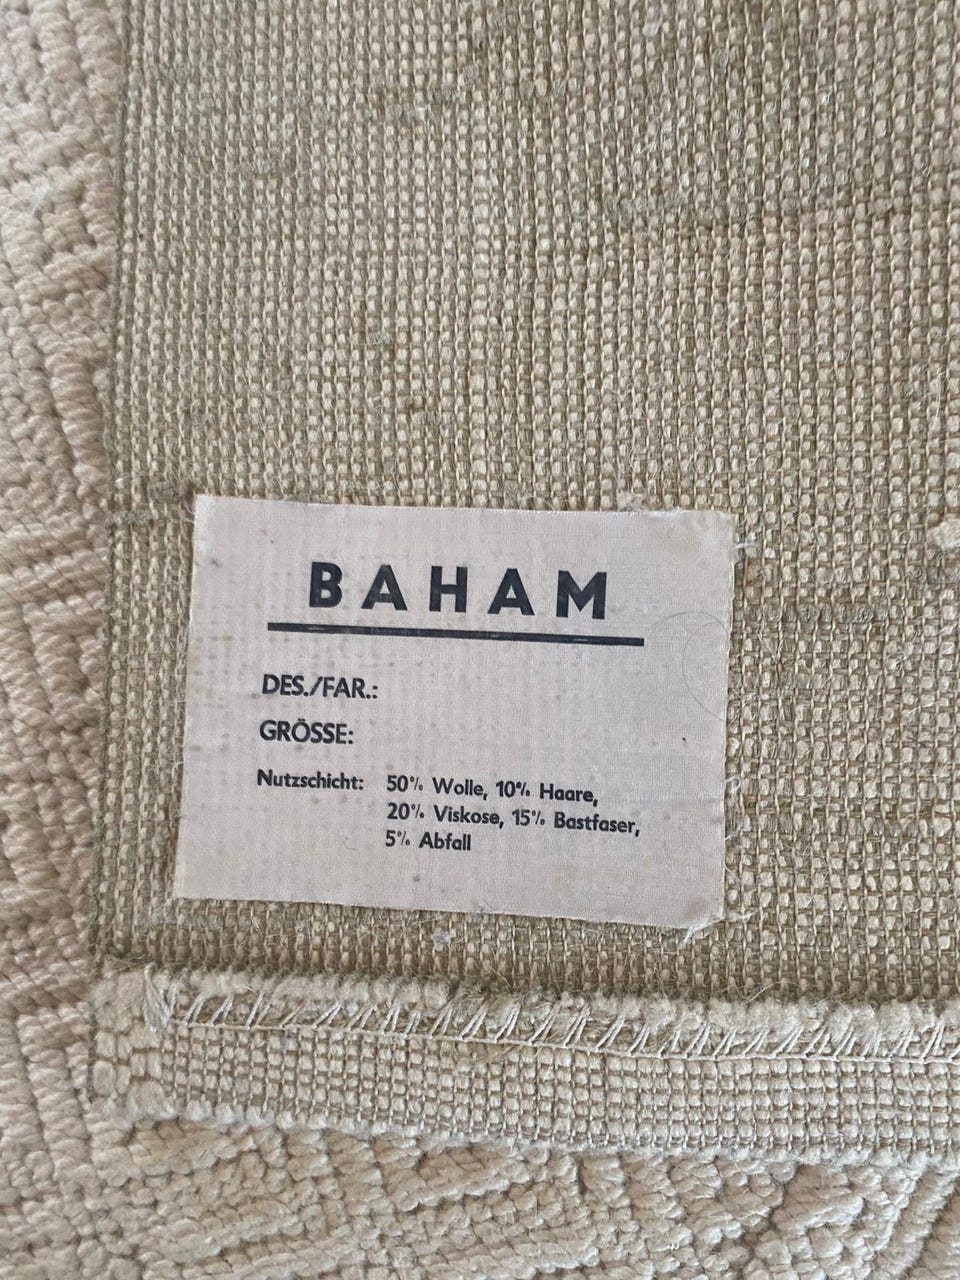 BAHAM
DES./FAR.:
GRÖSSE:
Nutzschicht: 50% Wolle, 10% Haare,
20% Viskose, 15% Bastfaser,
5% Abfall